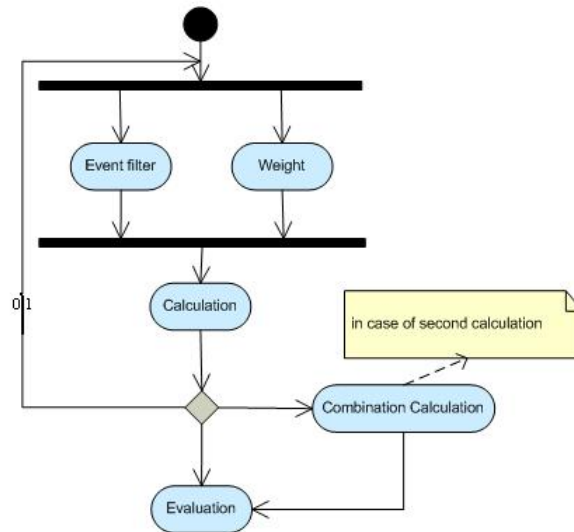 Event filter
Weight
Calculation
0,1
in case of second calculation
Combination Calculation
Evaluation